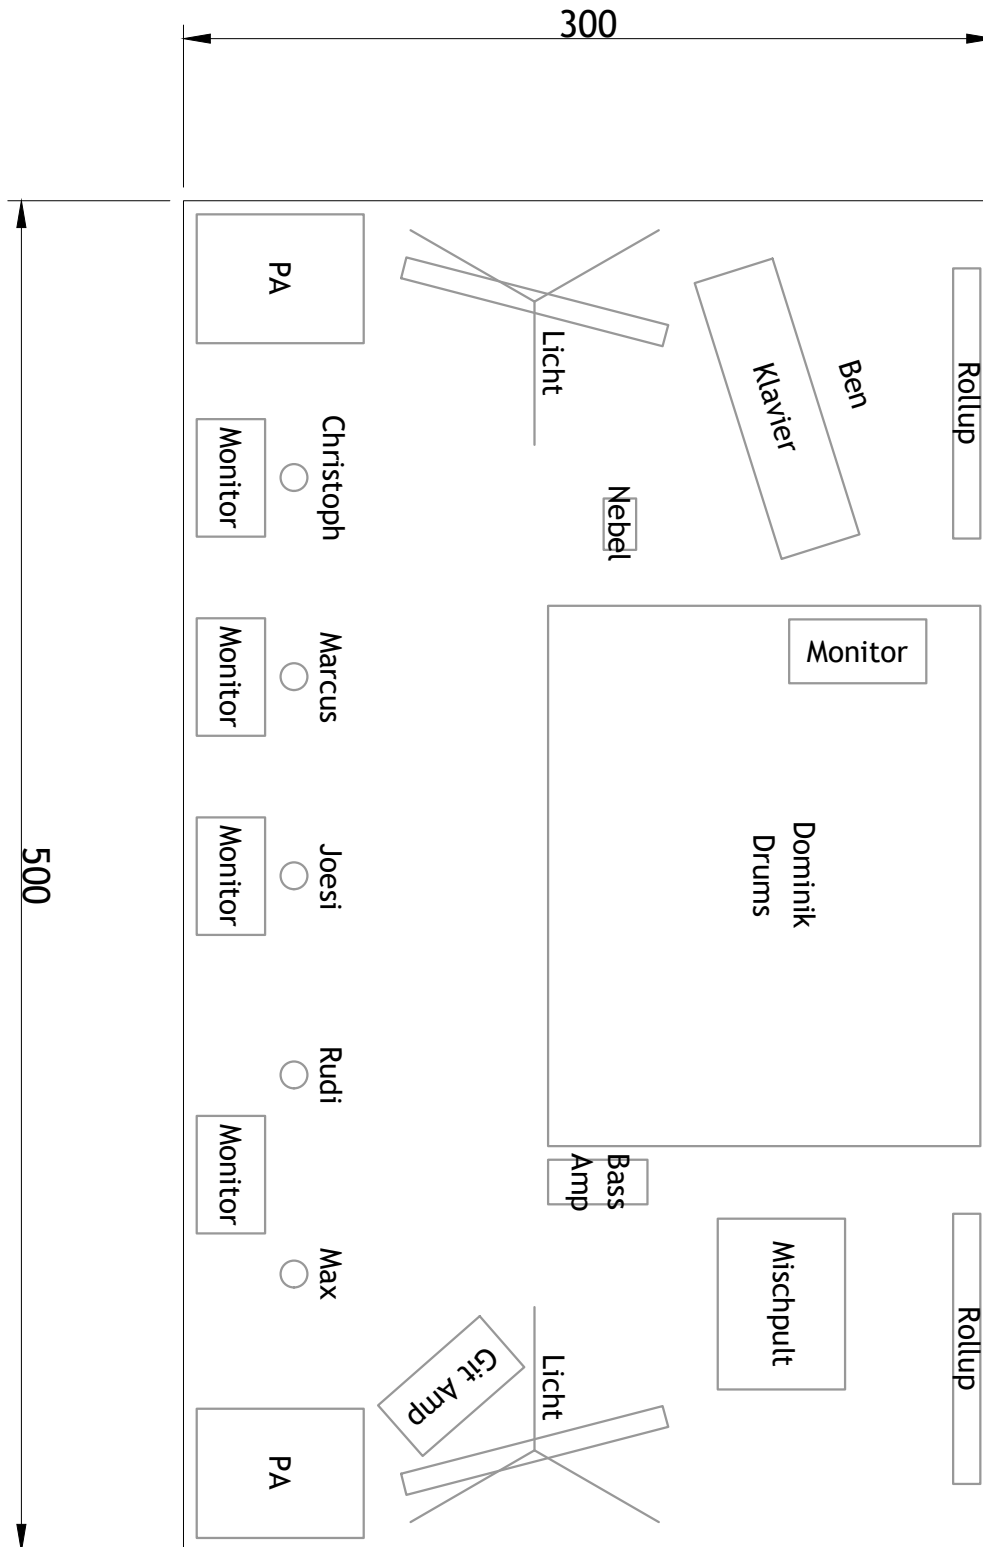 300
500
PA
Licht
Klavier
Ben
Rollup
Monitor
Christoph
Nebel
Monitor
Marcus
Monitor
Monitor
Joesi
Dominik
Drums
Rudi
Monitor
Max
Bass
Amp
Mischpult
Rollup
Git Amp
Licht
PA